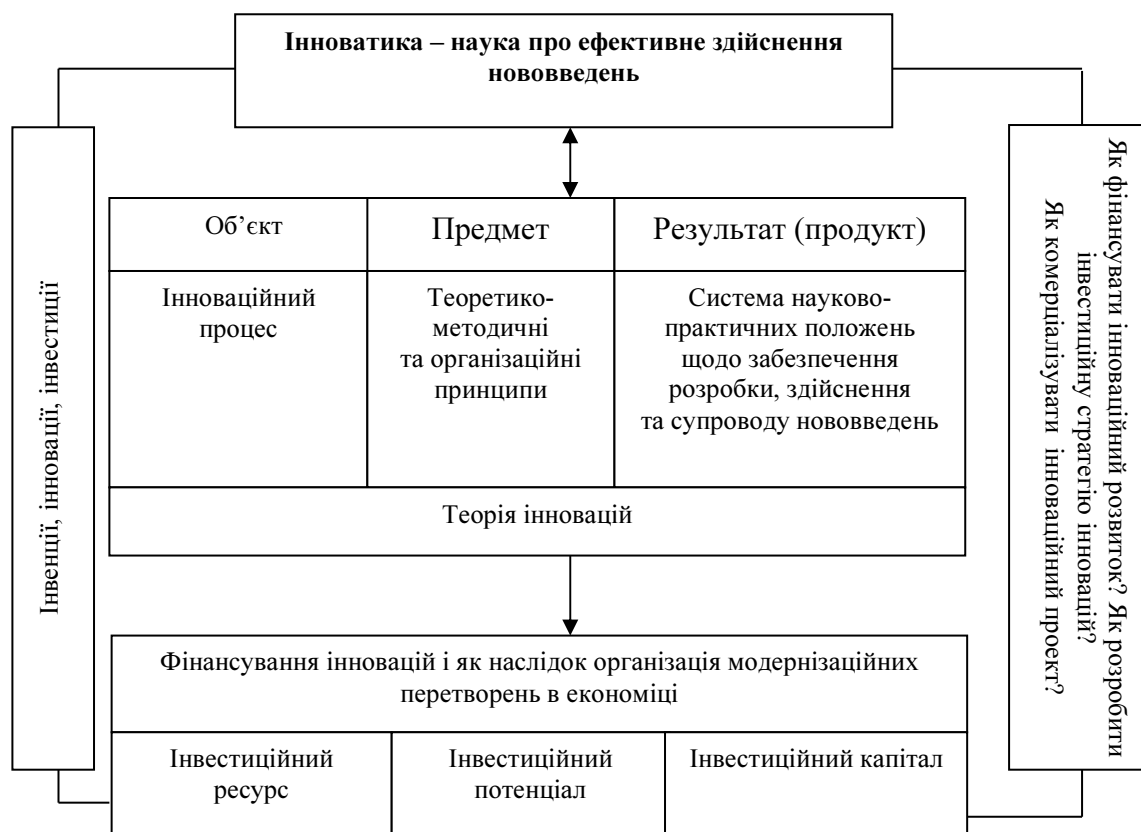 Інноватика – наука про ефективне здійснення
нововведень
Інвенції, інновації, інвестиції
Об’єкт
Предмет
Результат (продукт)
Інноваційний
процес
Теоретико-
методичні
та організаційні
принципи
Система науково-
практичних положень
щодо забезпечення
розробки, здійснення
та супроводу нововведень
Теорія інновацій
Фінансування інновацій і як наслідок організація модернізаційних
перетворень в економіці
Інвестиційний
ресурс
Інвестиційний
потенціал
Інвестиційний капітал
Як фінансувати інноваційний розвиток? Як розробити
інвестиційну стратегію інновацій?
Як комерціалізувати інноваційний проект?